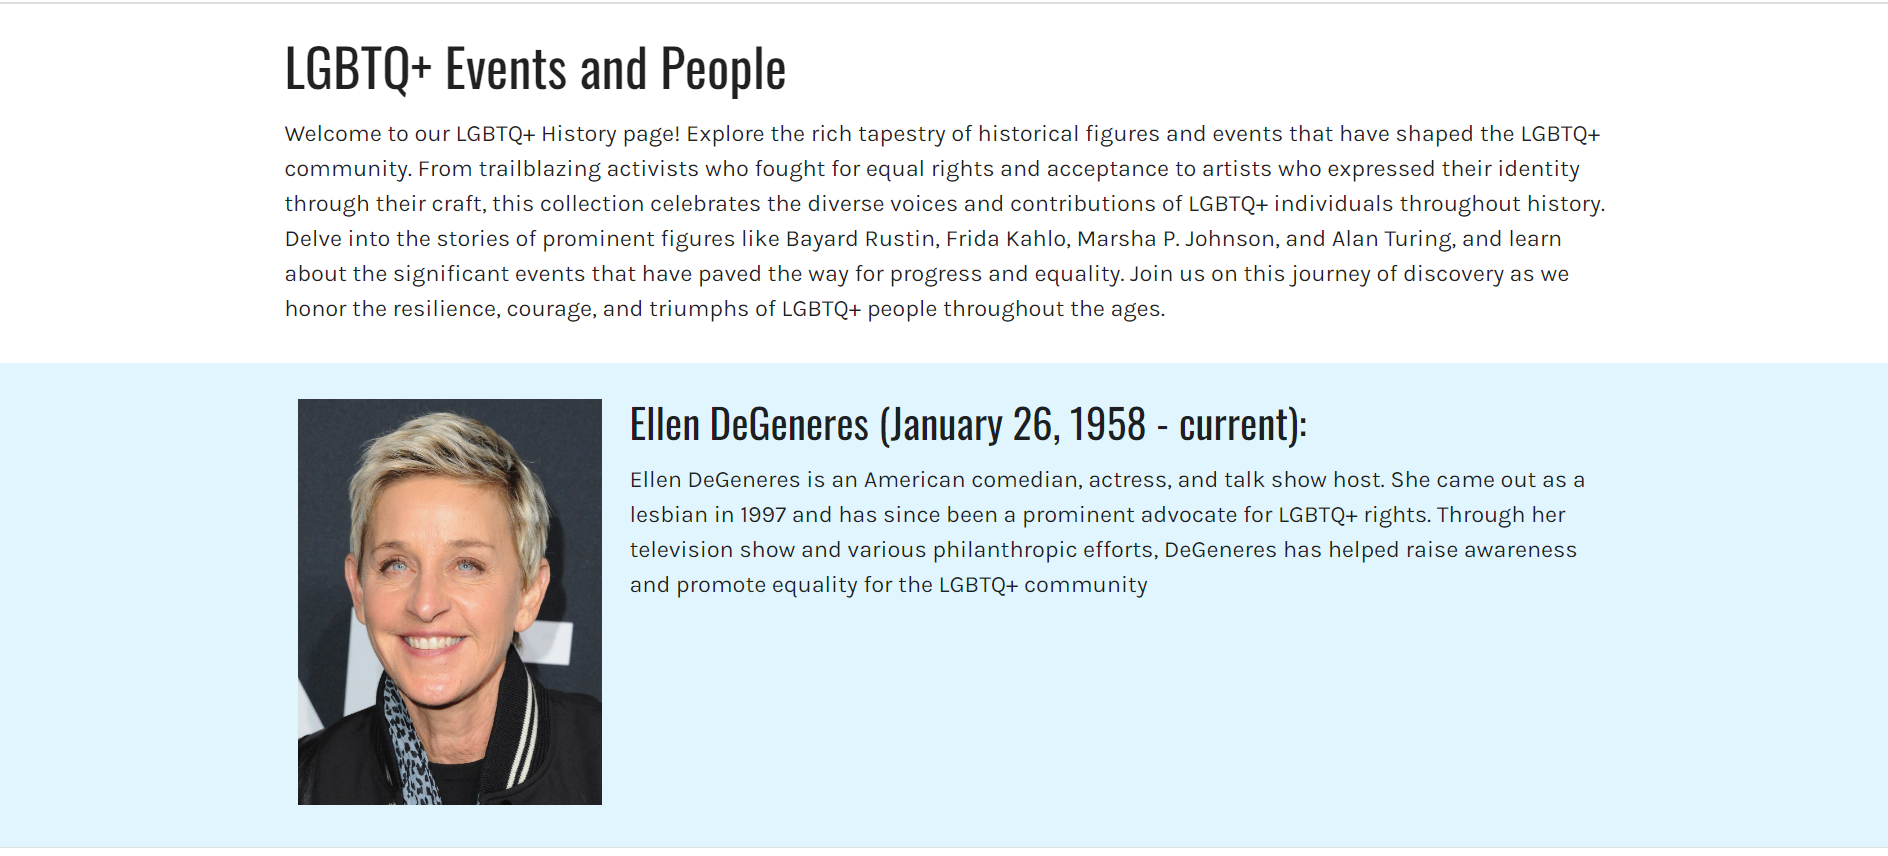 LGBTQ+ Events and People
Welcome to our LGBTQ+ History page! Explore the rich tapestry of historical figures and events that have shaped the LGBTQ+
community. From trailblazing activists who fought for equal rights and acceptance to artists who expressed their identity
through their craft, this collection celebrates the diverse voices and contributions of LGBTQ+ individuals throughout history.
Delve into the stories of prominent figures like Bayard Rustin, Frida Kahlo, Marsha P. Johnson, and Alan Turing, and learn
about the significant events that have paved the way for progress and equality. Join us on this journey of discovery as we
honor the resilience, courage, and triumphs of LGBTQ+ people throughout the ages.
Ellen DeGeneres (January 26, 1958 - current):
Ellen DeGeneres is an American comedian, actress, and talk show host. She came out as a
lesbian in 1997 and has since been a prominent advocate for LGBTQ+ rights. Through her
television show and various philanthropic efforts, DeGeneres has helped raise awareness
and promote equality for the LGBTQ+ community